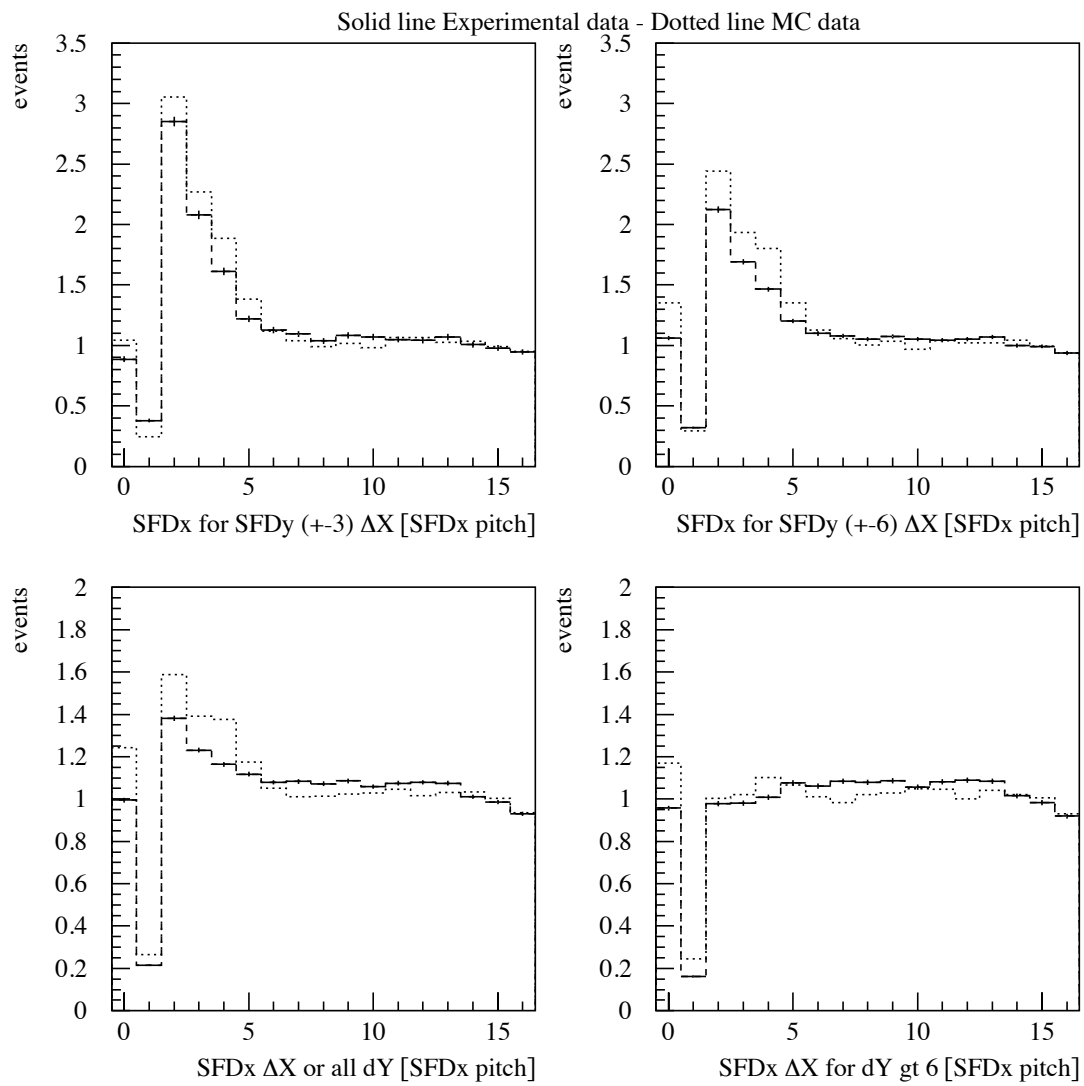 Solid line Experimental data - Dotted line MC data
events
3.5
3
2.5
2
1.5
1
0.5
0
0 5 10 15
SFDx for SFDy (+-3) ΔX [SFDx pitch]
events
3.5
3
2.5
2
1.5
1
0.5
0
0 5 10 15
SFDx for SFDy (+-6) ΔX [SFDx pitch]
events
2
1.8
1.6
1.4
1.2
1
0.8
0.6
0.4
0.2
0
0 5 10 15
SFDx ΔX or all dY [SFDx pitch]
events
2
1.8
1.6
1.4
1.2
1
0.8
0.6
0.4
0.2
0
0 5 10 15
SFDx ΔX for dY gt 6 [SFDx pitch]